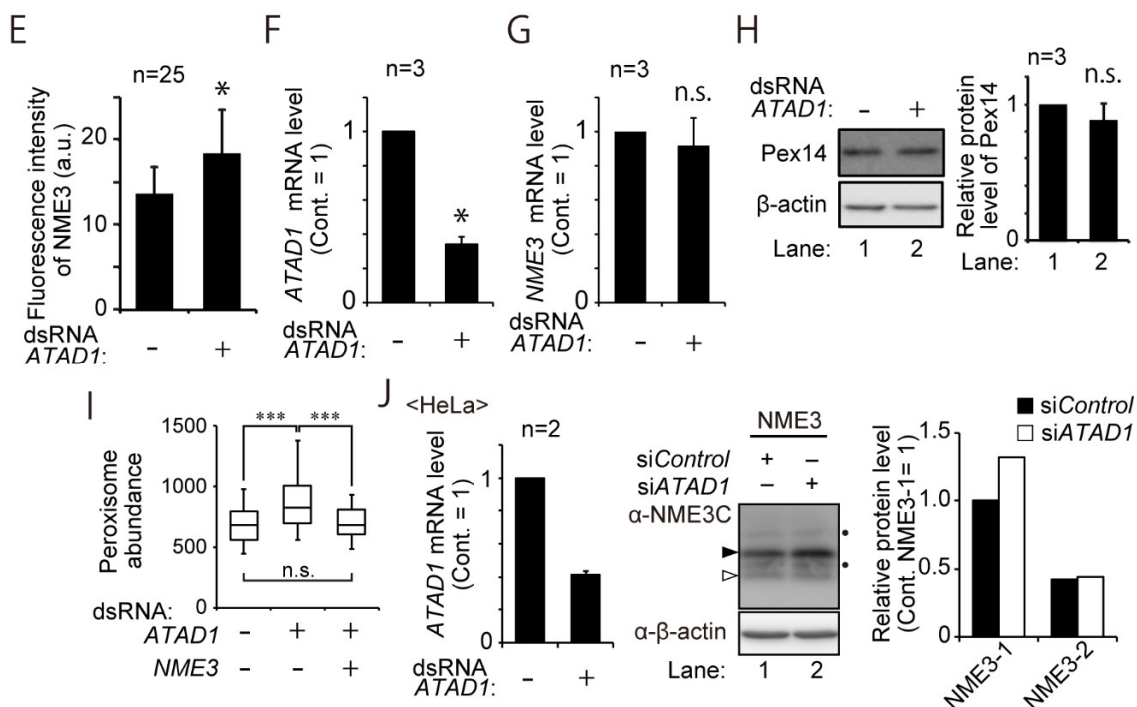 E
n=25
*
Fluorescence intensity
of NME3 (a.u.)
20
10
0
dsRNA
ATAD1: – +
F
n=3
*
ATAD1 mRNA level
(Cont. = 1)
1
0
dsRNA
ATAD1: – +
G
n=3
n.s.
NME3 mRNA level
(Cont. = 1)
1
0
dsRNA
ATAD1: – +
H
dsRNA
ATAD1: – +
Pex14
β-actin
Lane: 1 2
n=3
n.s.
Relative protein
level of Pex14
1
0
Lane: 1 2
I
*** ***
Peroxisome
abundance
1500
1000
500
0
n.s.
dsRNA:
ATAD1 – + +
NME3 – – +
J
<HeLa>
n=2
ATAD1 mRNA level
(Cont. = 1)
1
0
dsRNA
ATAD1: – +
NME3
siControl + –
siATAD1 – +
α-NME3C
α-β-actin
Lane: 1 2
siControl
siATAD1
Relative protein level
(Cont. NME3-1= 1)
1.5
1.0
0.5
0
NME3-1
NME3-2